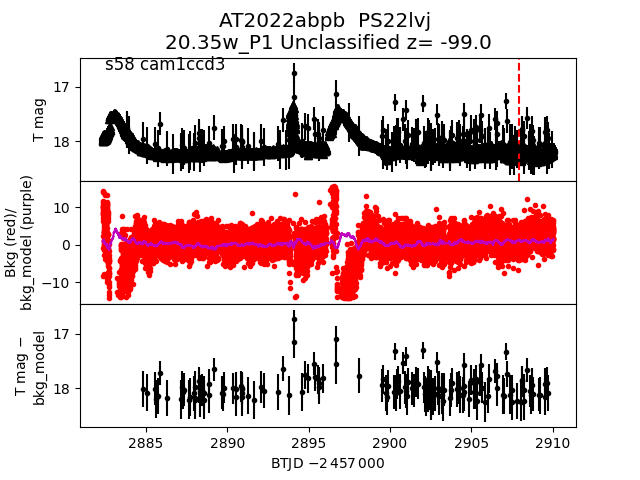 AT2022abpb  PS22lvj
20.35w_P1 Unclassified z= -99.0
s58 cam1ccd3
T mag
17
18
Bkg (red)/
bkg_model (purple)
10
0
−10
T mag −
bkg_model
17
18
2885 2890 2895 2900 2905 2910
BTJD −2 457 000